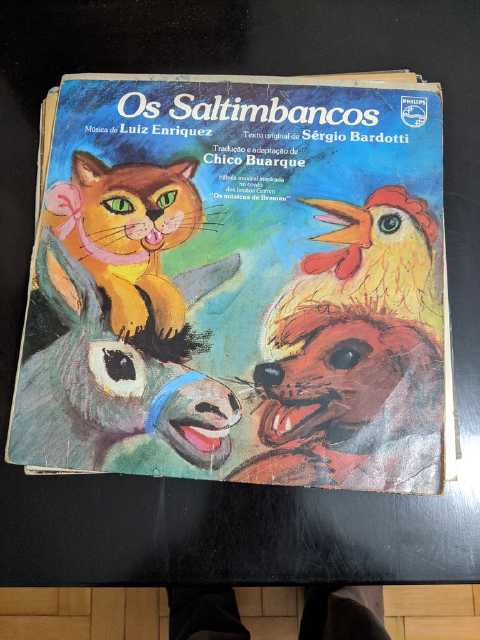 Os Saltimbancos
PHILIPS
Música de Luiz Enriquez
Texto original de Sérgio Bardotti
Tradução e adaptação de
Chico Buarque
Fábula musical inspirada
no conto
dos Irmãos Grimm
"Os músicos de Bremen"